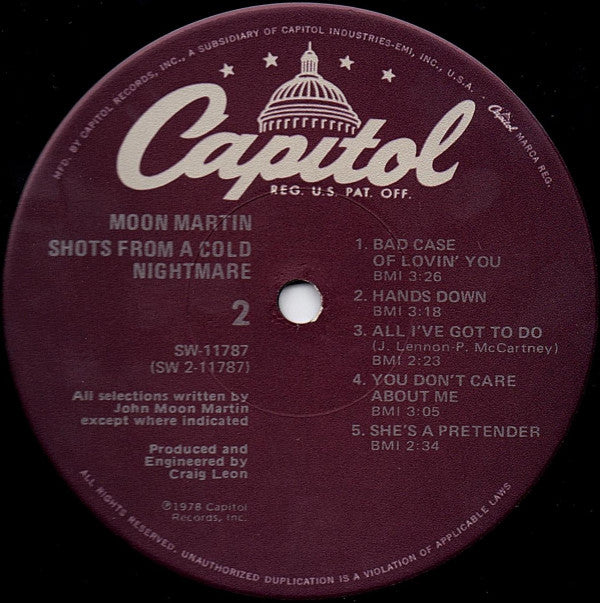 MFD. BY CAPITOL RECORDS, INC., A SUBSIDIARY OF CAPITOL INDUSTRIES-EMI, INC., U.S.A.
Capitol MARCA REG.
Capitol
REG. U.S. PAT. OFF.
MOON MARTIN
SHOTS FROM A COLD
NIGHTMARE
2
SW-11787
(SW 2-11787)
All selections written by
John Moon Martin
except where indicated
Produced and
Engineered by
Craig Leon
℗1978 Capitol
Records, Inc.
1. BAD CASE
OF LOVIN' YOU
BMI 3:26
2. HANDS DOWN
BMI 3:18
3. ALL I'VE GOT TO DO
(J. Lennon-P. McCartney)
BMI 2:23
4. YOU DON'T CARE
ABOUT ME
BMI 3:05
5. SHE'S A PRETENDER
BMI 2:34
ALL RIGHTS RESERVED. UNAUTHORIZED DUPLICATION IS A VIOLATION OF APPLICABLE LAWS